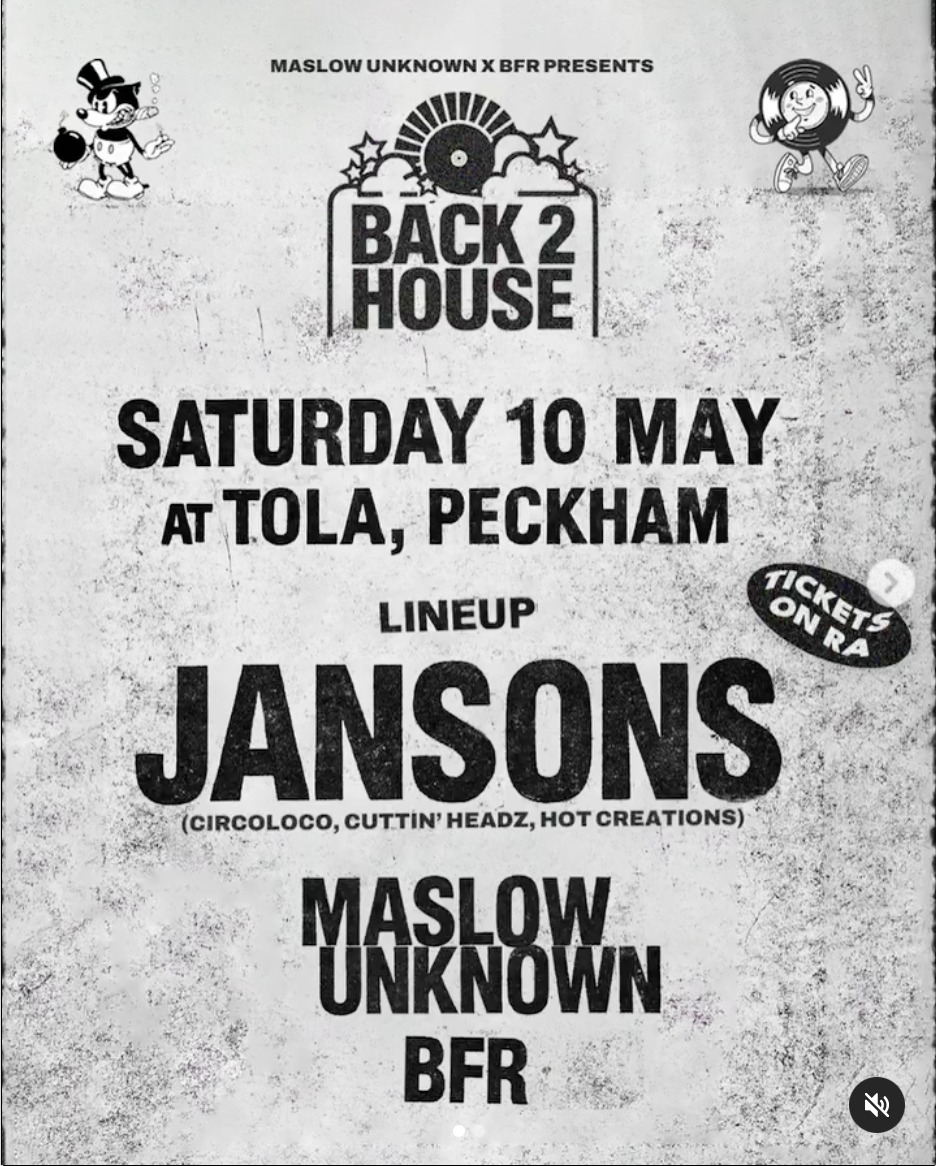 MASLOW UNKNOWN X BFR PRESENTS
BACK 2
HOUSE
SATURDAY 10 MAY
AT TOLA, PECKHAM
TICKETS
ON RA
LINEUP
JANSONS
(CIRCOLOCO, CUTTIN' HEADZ, HOT CREATIONS)
MASLOW
UNKNOWN
BFR